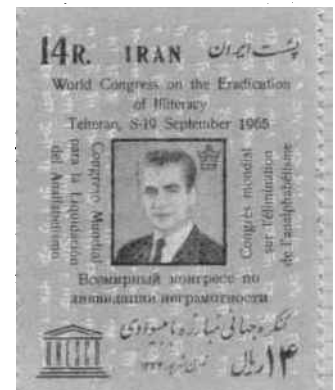 14R. IRAN پست ایران
World Congress on the Eradication
of Illiteracy
Teheran, 8-19 September 1965
Congreso Mundial
para la Liquidación
del Analfabetismo
Congrès mondial
sur l'élimination
de l'analphabétisme
Всемирный конгресс по
ликвидации неграмотности
کنگره جهانی مبارزه با بیسوادی
۱۴ ریال